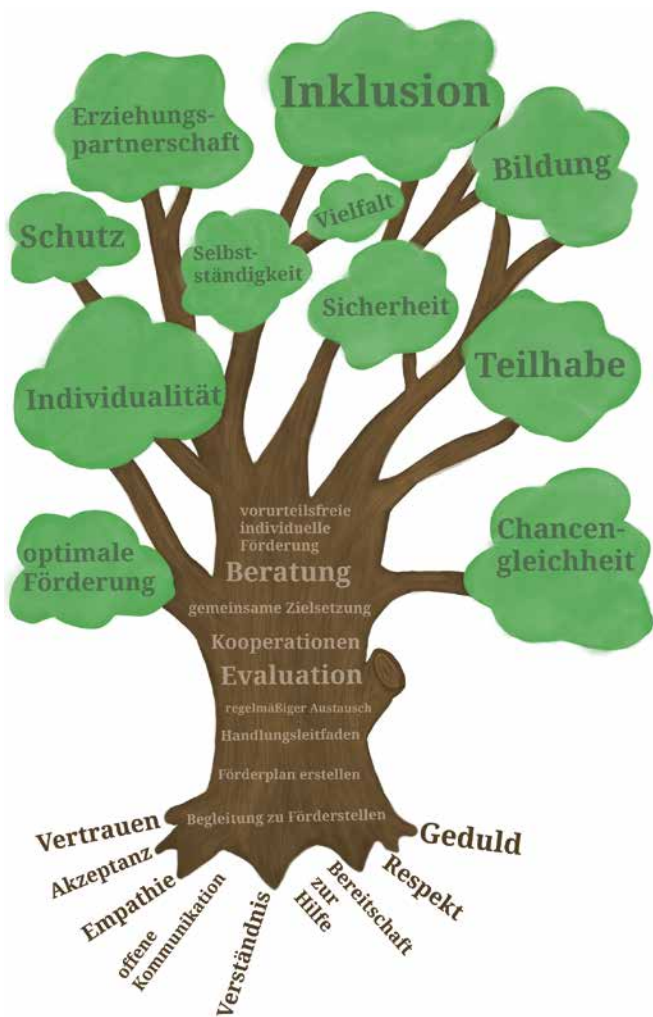 Inklusion
Erziehungs-
partnerschaft
Bildung
Vielfalt
Schutz
Selbst-
ständigkeit
Sicherheit
Teilhabe
Individualität
Chancen-
gleichheit
optimale
Förderung
vorurteilsfreie
individuelle
Förderung
Beratung
gemeinsame Zielsetzung
Kooperationen
Evaluation
regelmäßiger Austausch
Handlungsleitfaden
Förderplan erstellen
Begleitung zu Förderstellen
Vertrauen
Akzeptanz
Empathie
offene
Kommunikation
Verständnis
Bereitschaft
zur
Hilfe
Respekt
Geduld